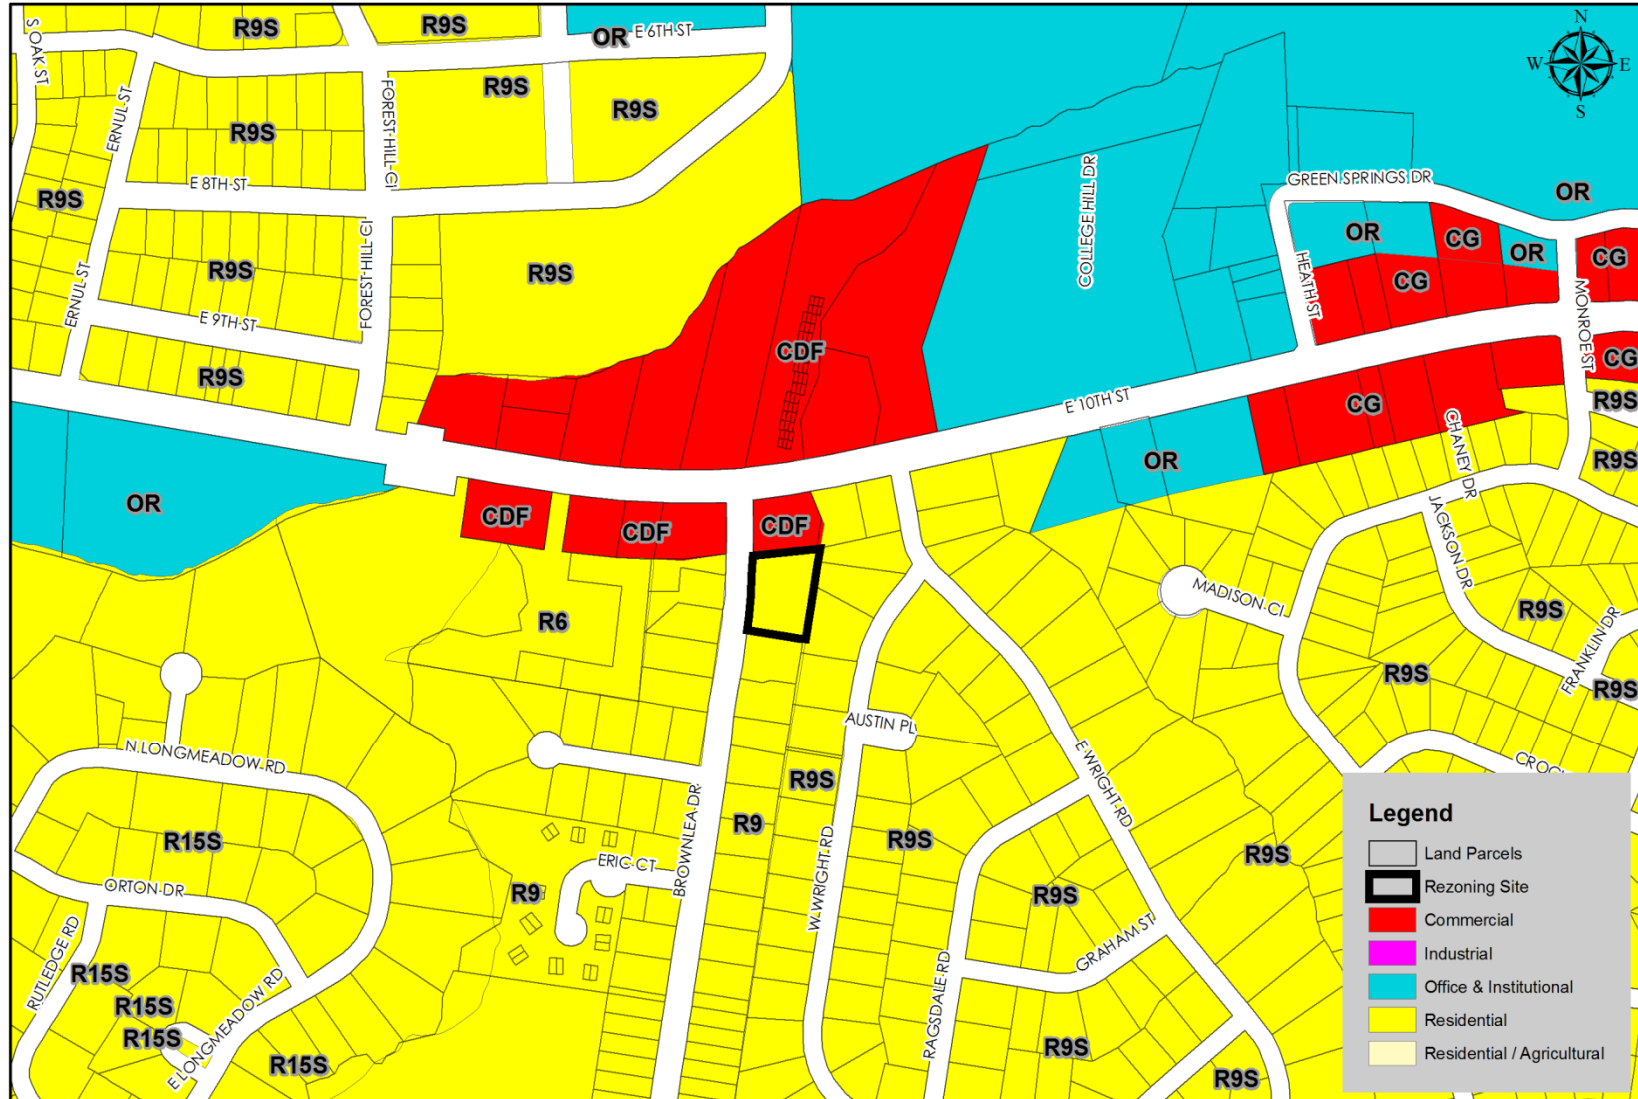 R9S
R9S
OR
E 6TH ST
N
W
E
S
S OAK ST
ERNUL ST
FOREST HILL CI
R9S
R9S
R9S
E 8TH ST
R9S
COLLEGE HILL DR
GREEN SPRINGS DR
OR
OR
CG
OR
CG
R9S
R9S
FOREST HILL CI
HEATH ST
CG
MONROE ST
ERNUL ST
E 9TH ST
CDF
CG
R9S
E 10TH ST
CG
R9S
CHANEY DR
OR
R9S
OR
CDF
CDF
CDF
JACKSON DR
MADISON CI
R6
R9S
FRANKLIN DR
R9S
R9S
AUSTIN PL
N LONGMEADOW RD
E WRIGHT RD
R9S
BROWNLEA DR
R9
R9S
R15S
R9S
ERIC CT
W WRIGHT RD
ORTON DR
R9
R9S
RUTLEDGE RD
R15S
GRAHAM ST
R15S
RAGSDALE RD
R15S
E LONGMEADOW RD
R15S
R9S
R9S
Legend
Land Parcels
Rezoning Site
Commercial
Industrial
Office & Institutional
Residential
Residential / Agricultural